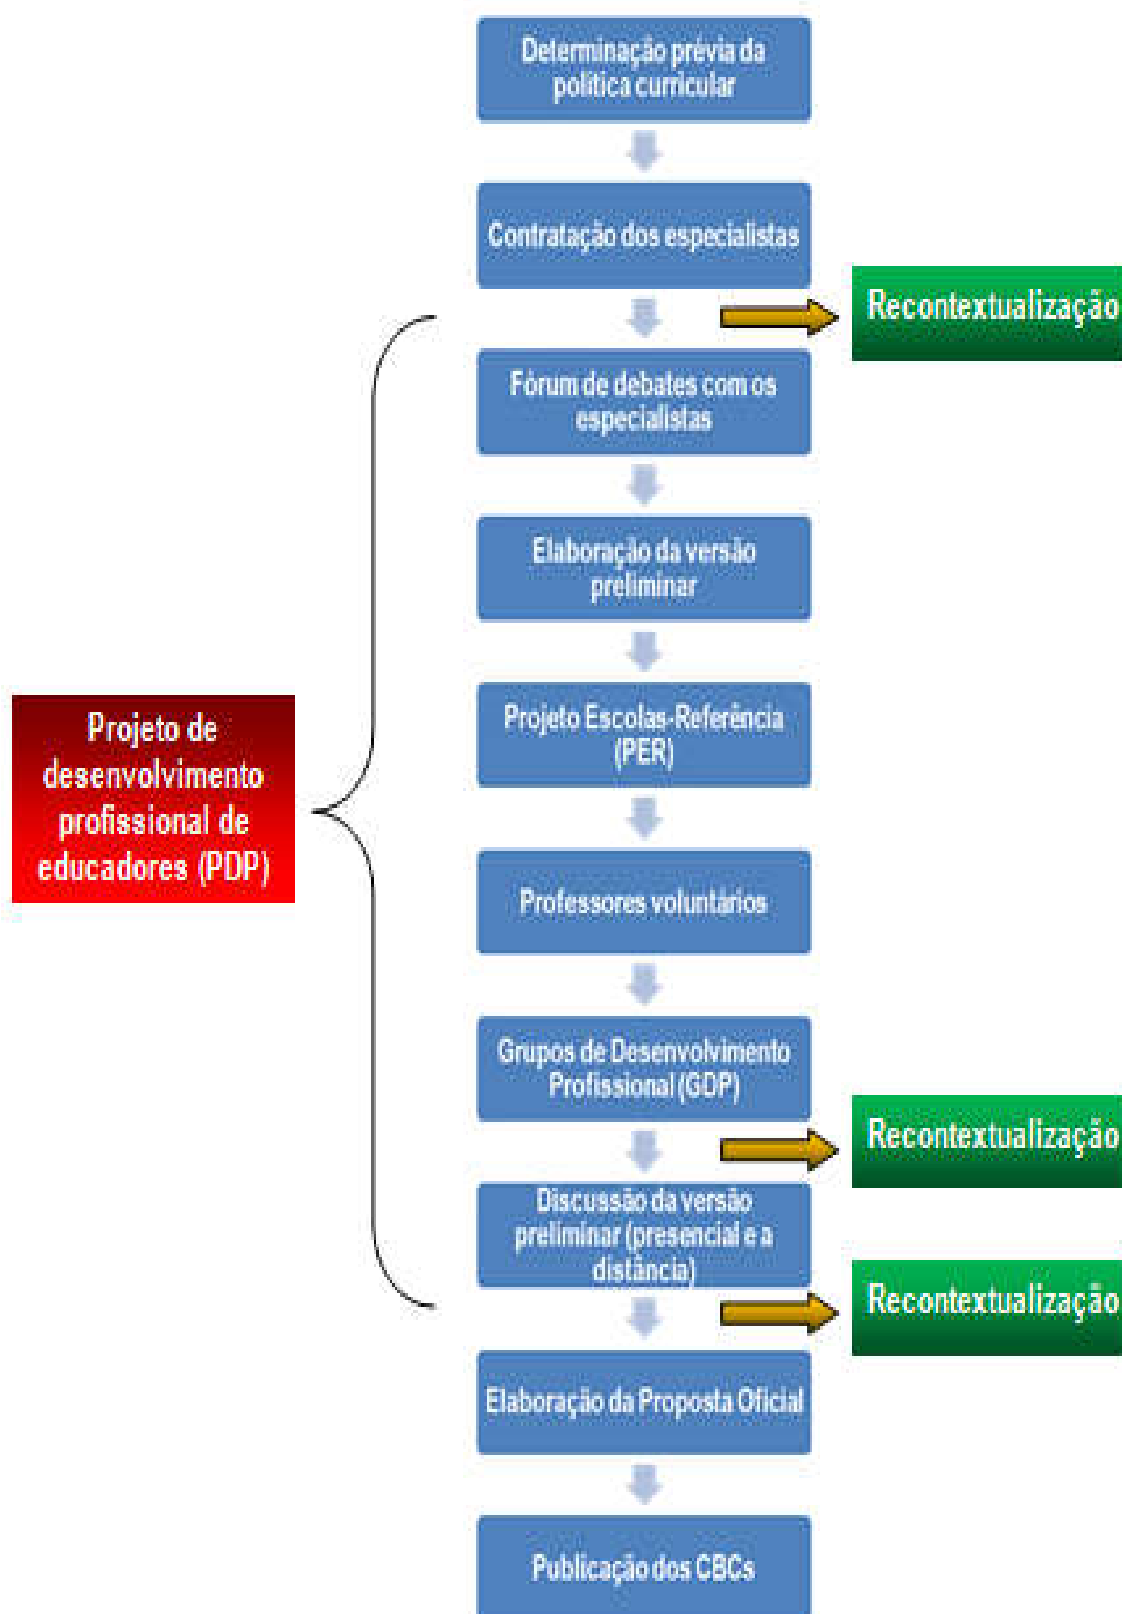 Determinação prévia da
política curricular
Contratação dos especialistas
Recontextualização
Fórum de debates com os
especialistas
Elaboração da versão
preliminar
Projeto Escolas-Referência
(PER)
Projeto de
desenvolvimento
profissional de
educadores (PDP)
Professores voluntários
Grupos de Desenvolvimento
Profissional (GDP)
Recontextualização
Discussão da versão
preliminar (presencial e a
distância)
Recontextualização
Elaboração da Proposta Oficial
Publicação dos CBCs